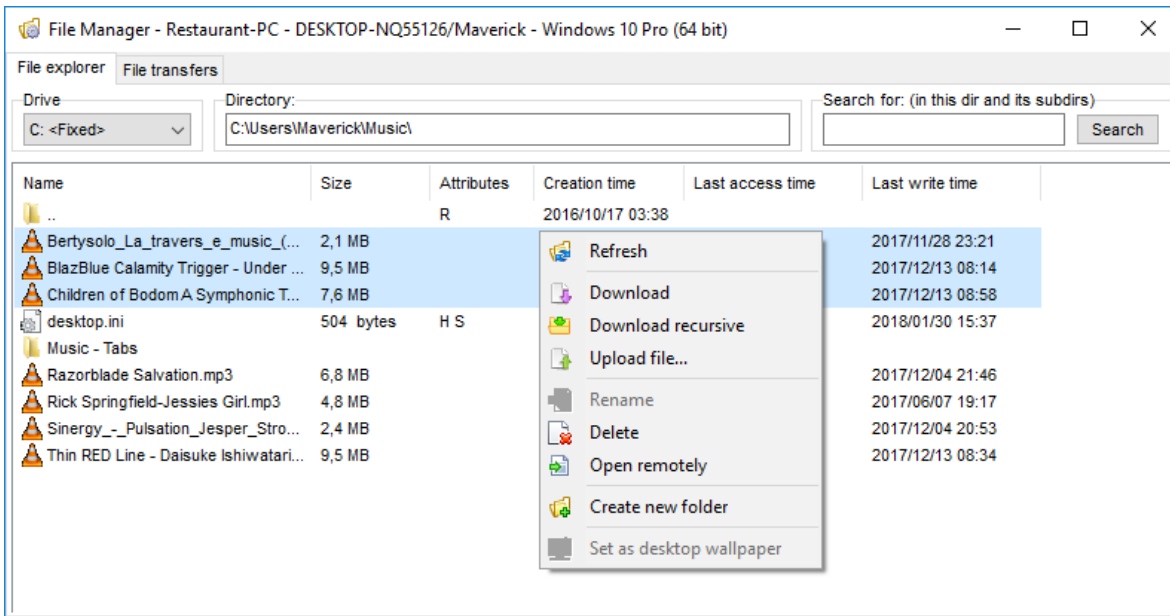 File Manager - Restaurant-PC - DESKTOP-NQ55126/Maverick - Windows 10 Pro (64 bit)
File explorer File transfers
Drive Directory: Search for: (in this dir and its subdirs)
C: <Fixed> C:\Users\Maverick\Music\ Search
Name Size Attributes Creation time Last access time Last write time
.. R 2016/10/17 03:38
Bertysolo_La_travers_e_music_(... 2,1 MB 2017/11/28 23:21
BlazBlue Calamity Trigger - Under ... 9,5 MB 2017/12/13 08:14
Children of Bodom A Symphonic T... 7,6 MB 2017/12/13 08:58
desktop.ini 504 bytes H S 2018/01/30 15:37
Music - Tabs
Razorblade Salvation.mp3 6,8 MB 2017/12/04 21:46
Rick Springfield-Jessies Girl.mp3 4,8 MB 2017/06/07 19:17
Sinergy_-_Pulsation_Jesper_Stro... 2,4 MB 2017/12/04 20:53
Thin RED Line - Daisuke Ishiwatari... 9,5 MB 2017/12/13 08:34
Refresh
Download
Download recursive
Upload file...
Rename
Delete
Open remotely
Create new folder
Set as desktop wallpaper